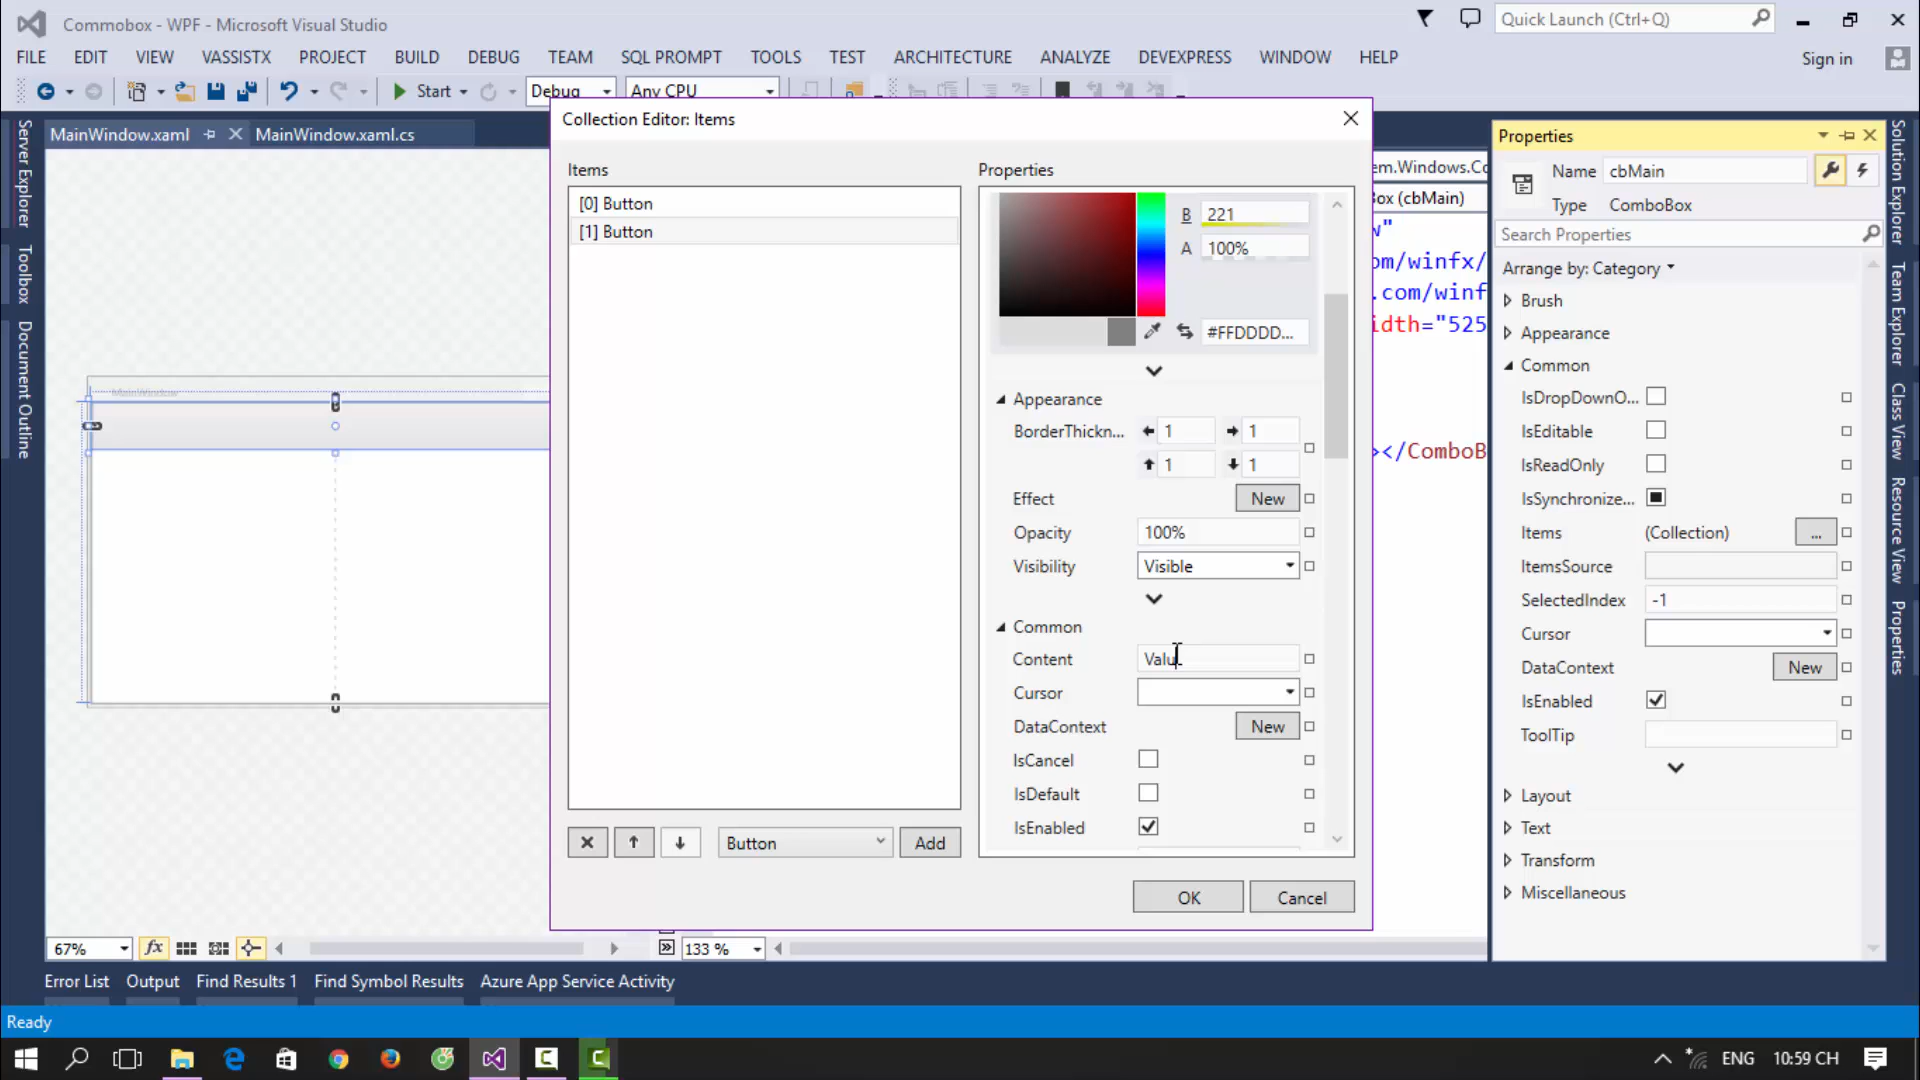 Commobox - WPF - Microsoft Visual Studio
Quick Launch (Ctrl+Q)
FILE EDIT VIEW VASSISTX PROJECT BUILD DEBUG TEAM SQL PROMPT TOOLS TEST ARCHITECTURE ANALYZE DEVEXPRESS WINDOW HELP
Sign in
Start Debug Any CPU
MainWindow.xaml MainWindow.xaml.cs
Server Explorer
Toolbox
Document Outline
MainWindow
67%
133 %
Collection Editor: Items
Items
[0] Button
[1] Button
Button
Add
Properties
B 221
A 100%
#FFDDDD...
Appearance
BorderThickn... 1 1
1 1
Effect New
Opacity 100%
Visibility Visible
Common
Content
Cursor
DataContext New
IsCancel
IsDefault
IsEnabled
OK
Cancel
em.Windows.Co
Box (cbMain)
w"
om/winfx/
.com/winf
idth="525
></ComboB
Properties
Name cbMain
Type ComboBox
Search Properties
Arrange by: Category
Brush
Appearance
Common
IsDropDownO...
IsEditable
IsReadOnly
IsSynchronize...
Items (Collection) ...
ItemsSource
SelectedIndex -1
Cursor
DataContext New
IsEnabled
ToolTip
Layout
Text
Transform
Miscellaneous
Solution Explorer
Team Explorer
Class View
Resource View
Properties
Error List Output Find Results 1 Find Symbol Results Azure App Service Activity
Ready
ENG 10:59 CH